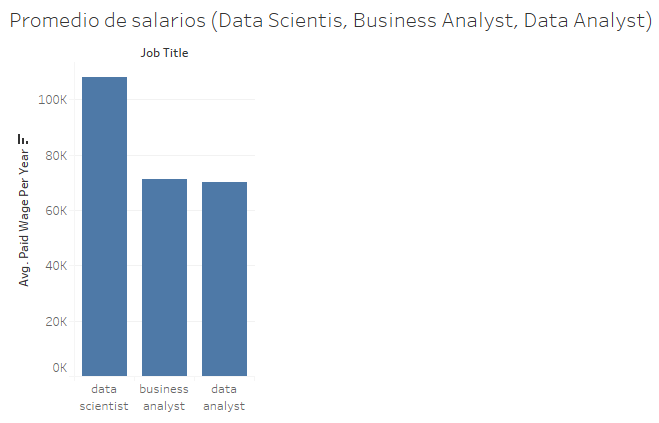 Promedio de salarios (Data Scientis, Business Analyst, Data Analyst)
Job Title
Avg. Paid Wage Per Year
100K
80K
60K
40K
20K
0K
data scientist
business analyst
data analyst